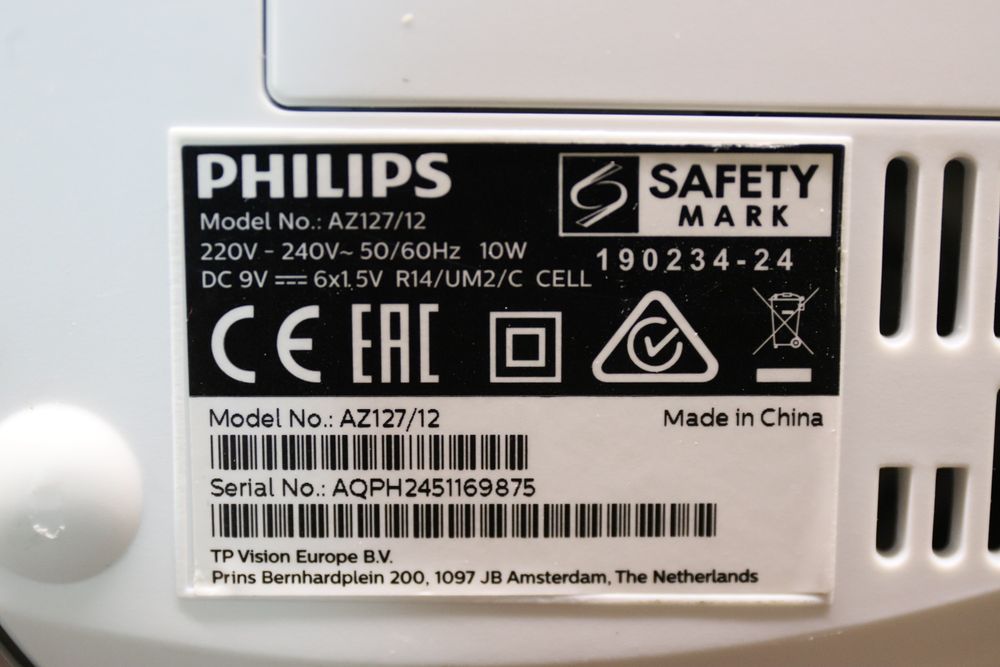 PHILIPS
Model No.: AZ127/12
220V - 240V~ 50/60Hz 10W
DC 9V ⎓ 6x1.5V R14/UM2/C CELL
S SAFETY
MARK
190234-24
CE EAC
Model No.: AZ127/12
Made in China
Serial No.: AQPH2451169875
TP Vision Europe B.V.
Prins Bernhardplein 200, 1097 JB Amsterdam, The Netherlands